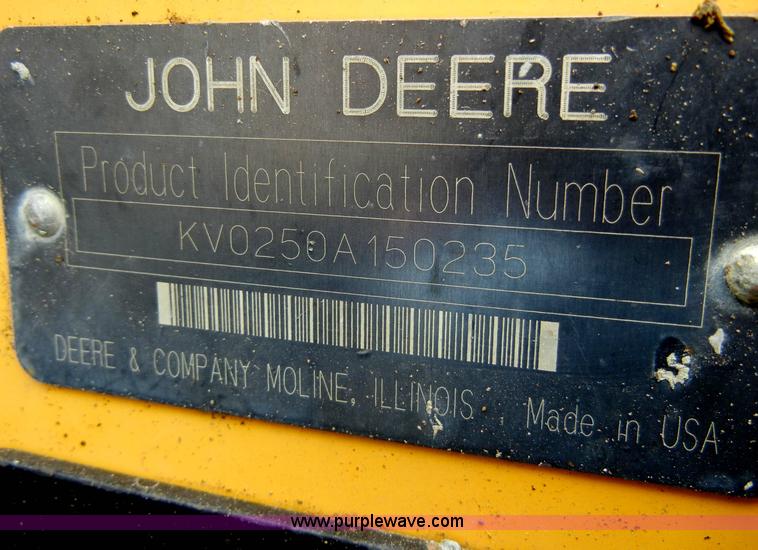 JOHN DEERE
Product Identification Number
KV0250A150235
DEERE & COMPANY MOLINE, ILLINOIS Made in USA
www.purplewave.com